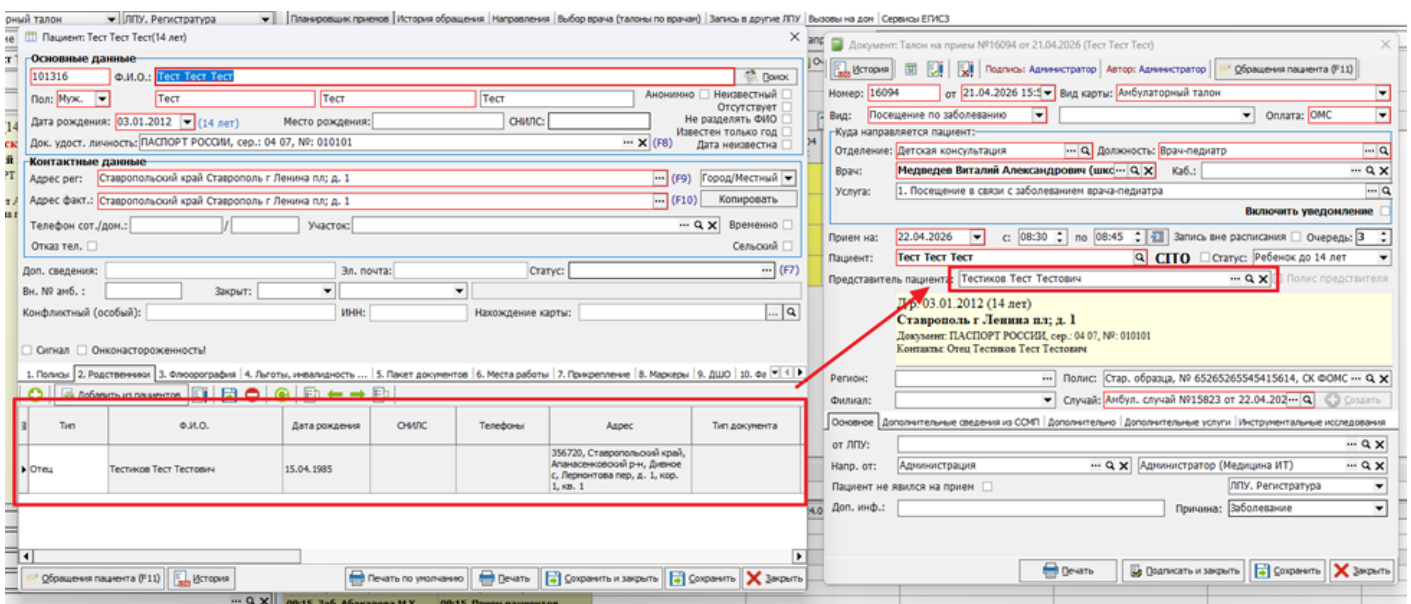 рный талон ЛПУ. Регистратура Планировщик приемов История обращения Направления Выбор врача (талоны по врачам) Запись в другие ЛПУ Вызовы на дом Сервисы ЕГИСЗ
Пациент: Тест Тест Тест(14 лет)
Основные данные
101316 Ф.И.О.: Тест Тест Тест Поиск
Пол: Муж. Тест Тест Тест Анонимно Неизвестный
Отсутствует
Дата рождения: 03.01.2012 (14 лет) Место рождения: СНИЛС: Не разделять ФИО
Известен только год
Док. удост. личность: ПАСПОРТ РОССИИ, сер.: 04 07, №: 010101 (F8) Дата неизвестна
Контактные данные
Адрес рег: Ставропольский край Ставрополь г Ленина пл; д. 1 (F9) Город/Местный
Адрес факт.: Ставропольский край Ставрополь г Ленина пл; д. 1 (F10) Копировать
Телефон сот./дом.: / Участок: Временно
Отказ тел. Сельский
Доп. сведения: Эл. почта: Статус: (F7)
Вн. № амб. : Закрыт:
Конфликтный (особый): ИНН: Нахождение карты:
Сигнал Онконастороженность!
1. Полисы 2. Родственники 3. Флюорография 4. Льготы, инвалидность ... 5. Пакет документов 6. Места работы 7. Прикрепление 8. Маркеры 9. ДШО 10. Фе
Добавить из пациентов
Тип Ф.И.О. Дата рождения СНИЛС Телефоны Адрес Тип документа
Отец Тестиков Тест Тестович 15.04.1985 356720, Ставропольский край,
Апанасенковский р-н, Дивное
с, Лермонтова пер, д. 1, кор.
1, кв. 1
Обращения пациента (F11) История Печать по умолчанию Печать Сохранить и закрыть Сохранить Закрыть
09:15 Заб. Абакарова М.Х. 09:15 Прием пациентов
Документ: Талон на прием №16094 от 21.04.2026 (Тест Тест Тест)
История Подпись: Администратор Автор: Администратор Обращения пациента (F11)
Номер: 16094 от 21.04.2026 15:5 Вид карты: Амбулаторный талон
Вид: Посещение по заболеванию Оплата: ОМС
Куда направляется пациент:
Отделение: Детская консультация Должность: Врач-педиатр
Врач: Медведев Виталий Александрович (шко Каб.:
Услуга: 1. Посещение в связи с заболеванием врача-педиатра
Включить уведомление
Прием на: 22.04.2026 с: 08:30 по 08:45 Запись вне расписания Очередь: 3
Пациент: Тест Тест Тест CITO Статус: Ребенок до 14 лет
Представитель пациента: Тестиков Тест Тестович Полис представителя
Д.р. 03.01.2012 (14 лет)
Ставрополь г Ленина пл; д. 1
Документ: ПАСПОРТ РОССИИ, сер.: 04 07, №: 010101
Контакты: Отец Тестиков Тест Тестович
Регион: Полис: Стар. образца, № 65265265545415614, СК ФОМС
Филиал: Случай: Амбул. случай №15823 от 22.04.202 Создать
Основное Дополнительные сведения из ССМП Дополнительно Дополнительные услуги Инструментальные исследования
от ЛПУ:
Напр. от: Администрация Администратор (Медицина ИТ)
Пациент не явился на прием ЛПУ. Регистратура
Доп. инф.: Причина: Заболевание
Печать Подписать и закрыть Сохранить Закрыть